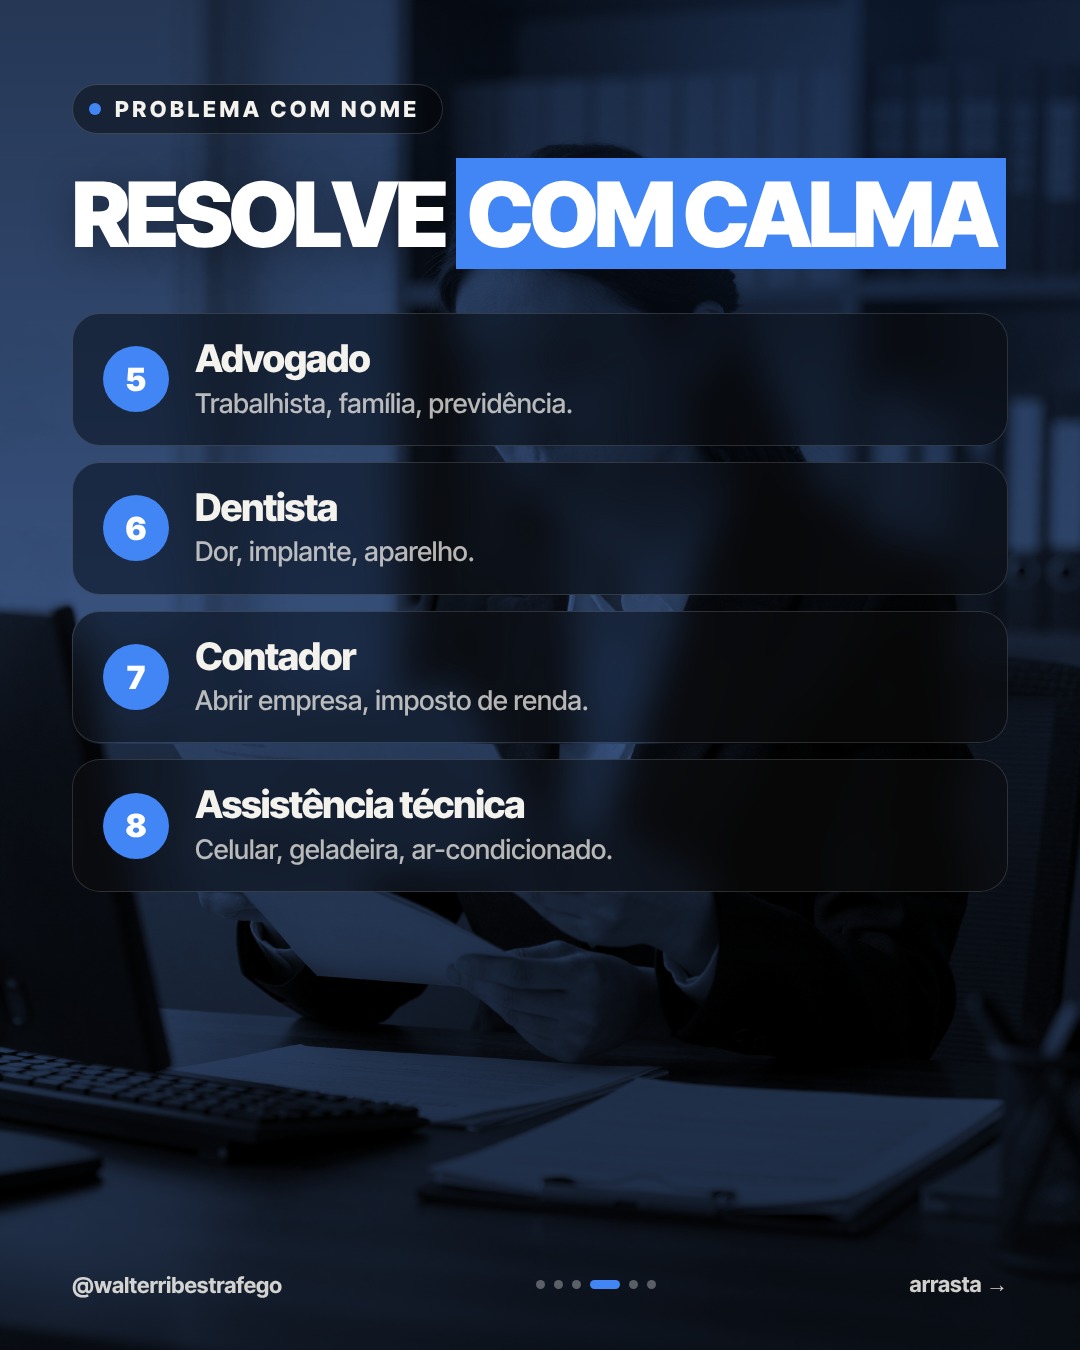 PROBLEMA COM NOME
RESOLVE COM CALMA
5
Advogado
Trabalhista, família, previdência.
6
Dentista
Dor, implante, aparelho.
7
Contador
Abrir empresa, imposto de renda.
8
Assistência técnica
Celular, geladeira, ar-condicionado.
@walterribestrafego
arrasta →